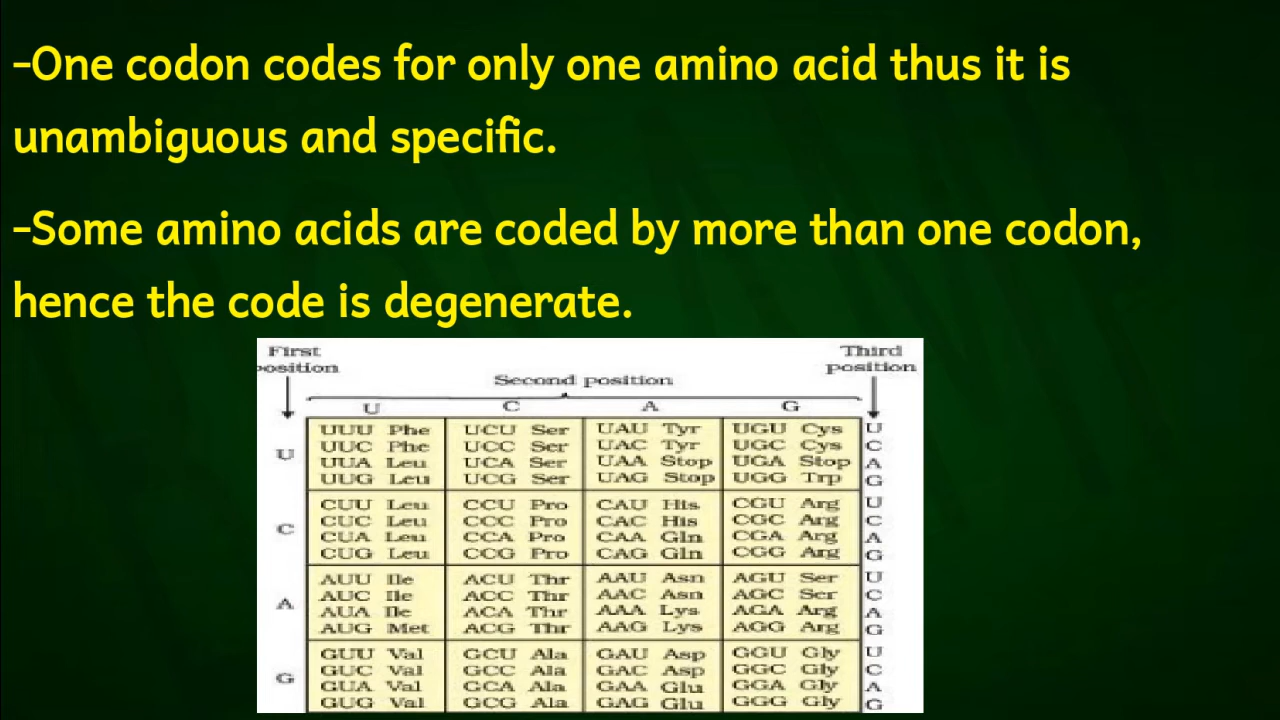 -One codon codes for only one amino acid thus it is
unambiguous and specific.
-Some amino acids are coded by more than one codon,
hence the code is degenerate.
First Third
position position
Second position
U C A G
UUU Phe UCU Ser UAU Tyr UGU Cys U
UUC Phe UCC Ser UAC Tyr UGC Cys C
U
UUA Leu UCA Ser UAA Stop UGA Stop A
UUG Leu UCG Ser UAG Stop UGG Trp G
CUU Leu CCU Pro CAU His CGU Arg U
CUC Leu CCC Pro CAC His CGC Arg C
C
CUA Leu CCA Pro CAA Gln CGA Arg A
CUG Leu CCG Pro CAG Gln CGG Arg G
AUU Ile ACU Thr AAU Asn AGU Ser U
AUC Ile ACC Thr AAC Asn AGC Ser C
A
AUA Ile ACA Thr AAA Lys AGA Arg A
AUG Met ACG Thr AAG Lys AGG Arg G
GUU Val GCU Ala GAU Asp GGU Gly U
GUC Val GCC Ala GAC Asp GGC Gly C
G
GUA Val GCA Ala GAA Glu GGA Gly A
GUG Val GCG Ala GAG Glu GGG Gly G